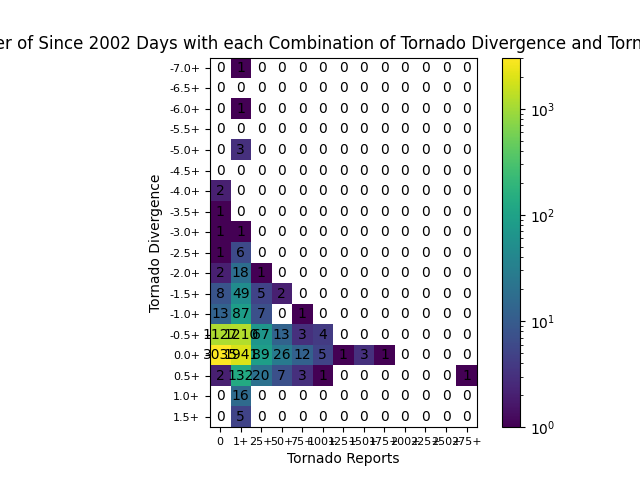 er of Since 2002 Days with each Combination of Tornado Divergence and Torn
-7.0+ 0 1 0 0 0 0 0 0 0 0 0 0 0
-6.5+ 0 0 0 0 0 0 0 0 0 0 0 0 0
-6.0+ 0 1 0 0 0 0 0 0 0 0 0 0 0
-5.5+ 0 0 0 0 0 0 0 0 0 0 0 0 0
-5.0+ 0 3 0 0 0 0 0 0 0 0 0 0 0
-4.5+ 0 0 0 0 0 0 0 0 0 0 0 0 0
-4.0+ 2 0 0 0 0 0 0 0 0 0 0 0 0
-3.5+ 1 0 0 0 0 0 0 0 0 0 0 0 0
-3.0+ 1 1 0 0 0 0 0 0 0 0 0 0 0
-2.5+ 1 6 0 0 0 0 0 0 0 0 0 0 0
-2.0+ 2 18 1 0 0 0 0 0 0 0 0 0 0
-1.5+ 8 49 5 2 0 0 0 0 0 0 0 0 0
-1.0+ 13 87 7 0 1 0 0 0 0 0 0 0 0
-0.5+ 67 13 3 4 0 0 0 0 0 0 0
0.0+ 1941 89 26 12 5 1 3 1 0 0 0 0
0.5+ 2 132 20 7 3 1 0 0 0 0 0 0 1
1.0+ 0 16 0 0 0 0 0 0 0 0 0 0 0
1.5+ 0 5 0 0 0 0 0 0 0 0 0 0 0
0 1+ 25+ 50+ 75+ 100+ 125+ 150+ 175+ 200+ 225+ 250+ 275+
Tornado Reports
Tornado Divergence
10³
10²
10¹
10⁰